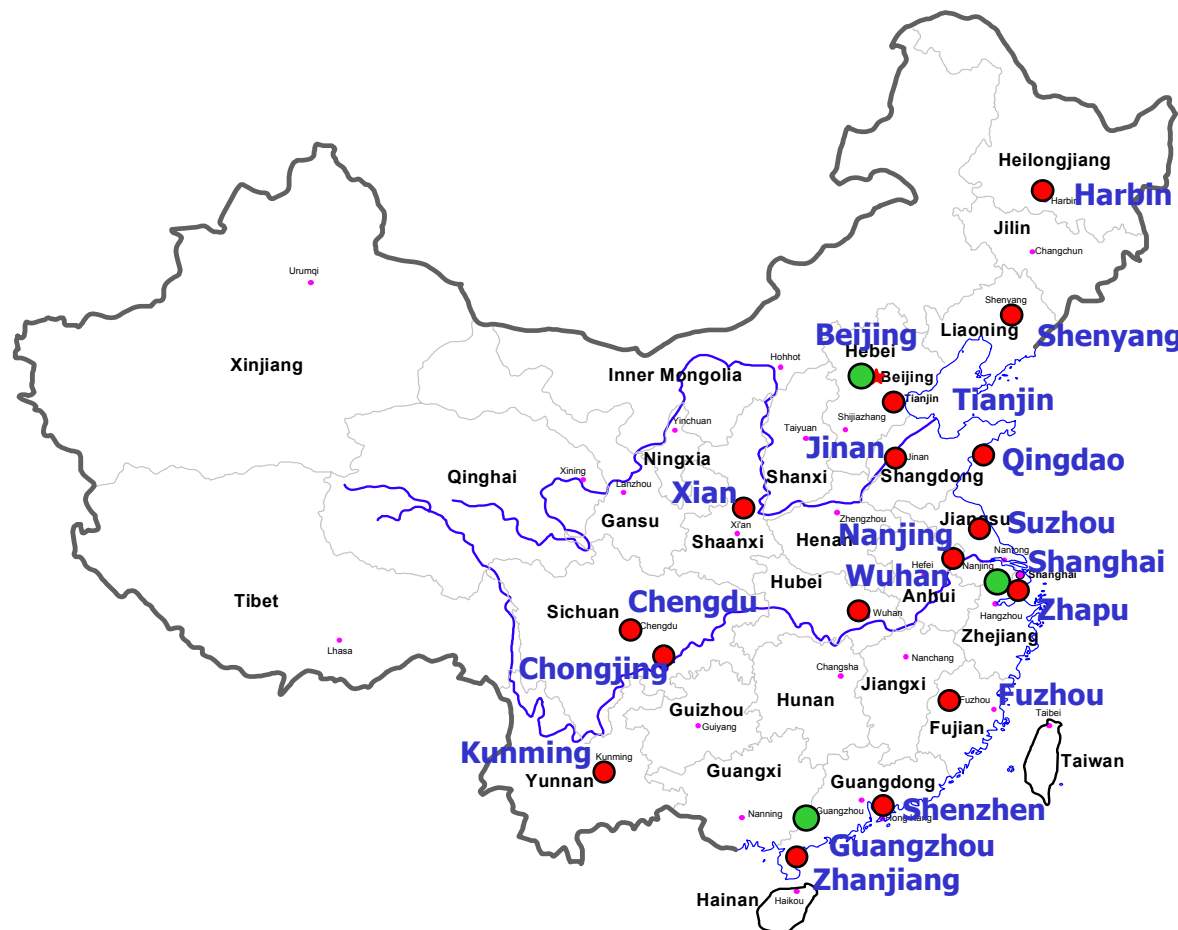 Heilongjiang
Harbin
Harbin
Jilin
Changchun
Urumqi
Shenyang
Liaoning
Shenyang
Beijing
Hebei
Hohhot
Xinjiang
Inner Mongolia
Beijing
Tianjin
Tianjin
Shijiazhang
Yinchuan
Taiyuan
Jinan
Jinan
Qingdao
Ningxia
Qinghai
Xining
Lanzhou
Shanxi
Shangdong
Xian
Gansu
Xi'an
Shaanxi
Zhengzhou
Henan
Jiangsu
Suzhou
Nanjing
Nantong
Hefei
Nanjing
Shanghai
Shanghai
Hubei
Wuhan
Anhui
Tibet
Sichuan
Chengdu
Chengdu
Wuhan
Hangzhou
Zhapu
Zhejiang
Lhasa
Chongjing
Changsha
Nanchang
Jiangxi
Hunan
Guizhou
Guiyang
Fuzhou
Fuzhou
Fujian
Taibei
Taiwan
Kunming
Kunming
Yunnan
Guangxi
Guangdong
Nanning
Guangzhou
Hong Kong
Shenzhen
Guangzhou
Zhanjiang
Hainan
Haikou